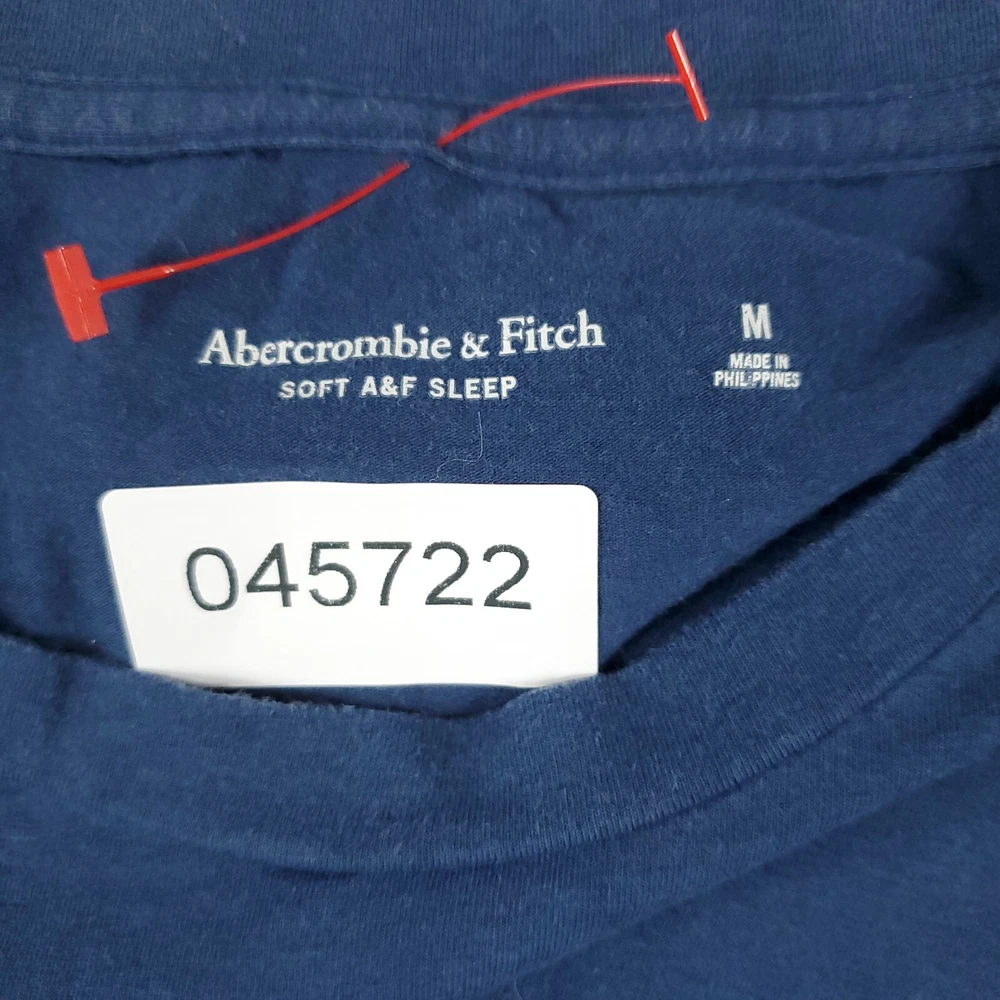 Abercrombie & Fitch
SOFT A&F SLEEP
M
MADE IN
PHILIPPINES
045722